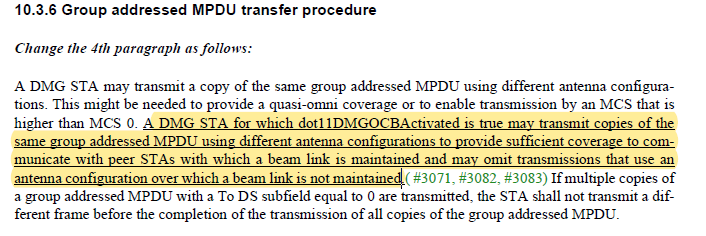 10.3.6 Group addressed MPDU transfer procedure
Change the 4th paragraph as follows:
A DMG STA may transmit a copy of the same group addressed MPDU using different antenna configura-
tions. This might be needed to provide a quasi-omni coverage or to enable transmission by an MCS that is
higher than MCS 0. A DMG STA for which dot11DMGOCBActivated is true may transmit copies of the
same group addressed MPDU using different antenna configurations to provide sufficient coverage to com-
municate with peer STAs with which a beam link is maintained and may omit transmissions that use an
antenna configuration over which a beam link is not maintained.( #3071, #3082, #3083) If multiple copies of
a group addressed MPDU with a To DS subfield equal to 0 are transmitted, the STA shall not transmit a dif-
ferent frame before the completion of the transmission of all copies of the group addressed MPDU.